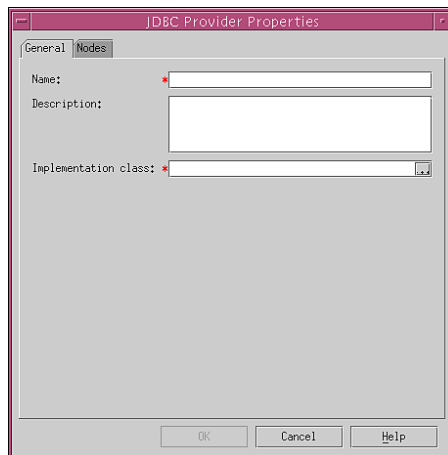 JDBC Provider Properties
General Nodes
Name: *
Description:
Implementation class: * ...
OK Cancel Help